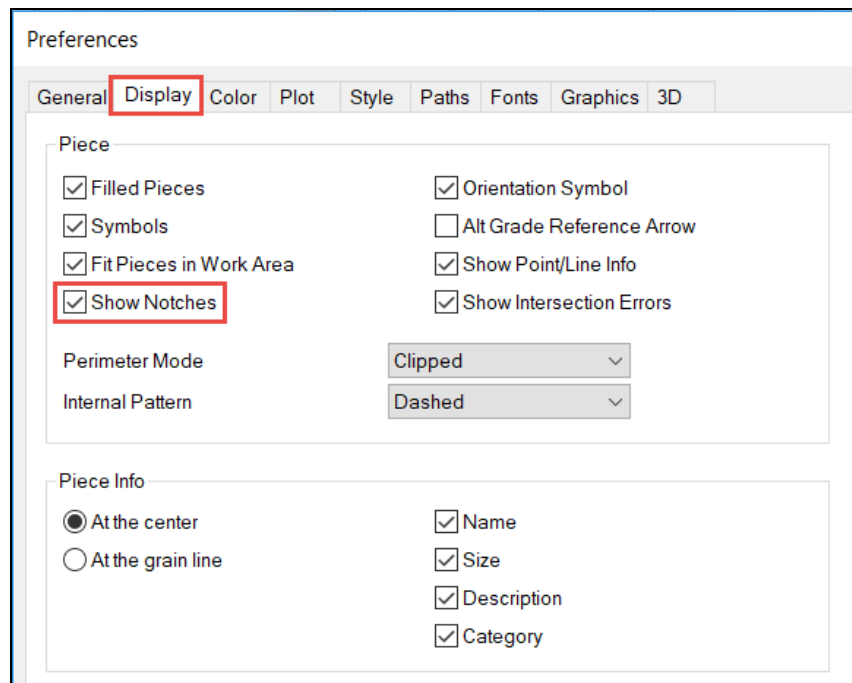 Preferences
General Display Color Plot Style Paths Fonts Graphics 3D
Piece
Filled Pieces Orientation Symbol
Symbols Alt Grade Reference Arrow
Fit Pieces in Work Area Show Point/Line Info
Show Notches Show Intersection Errors
Perimeter Mode Clipped
Internal Pattern Dashed
Piece Info
At the center Name
At the grain line Size
Description
Category